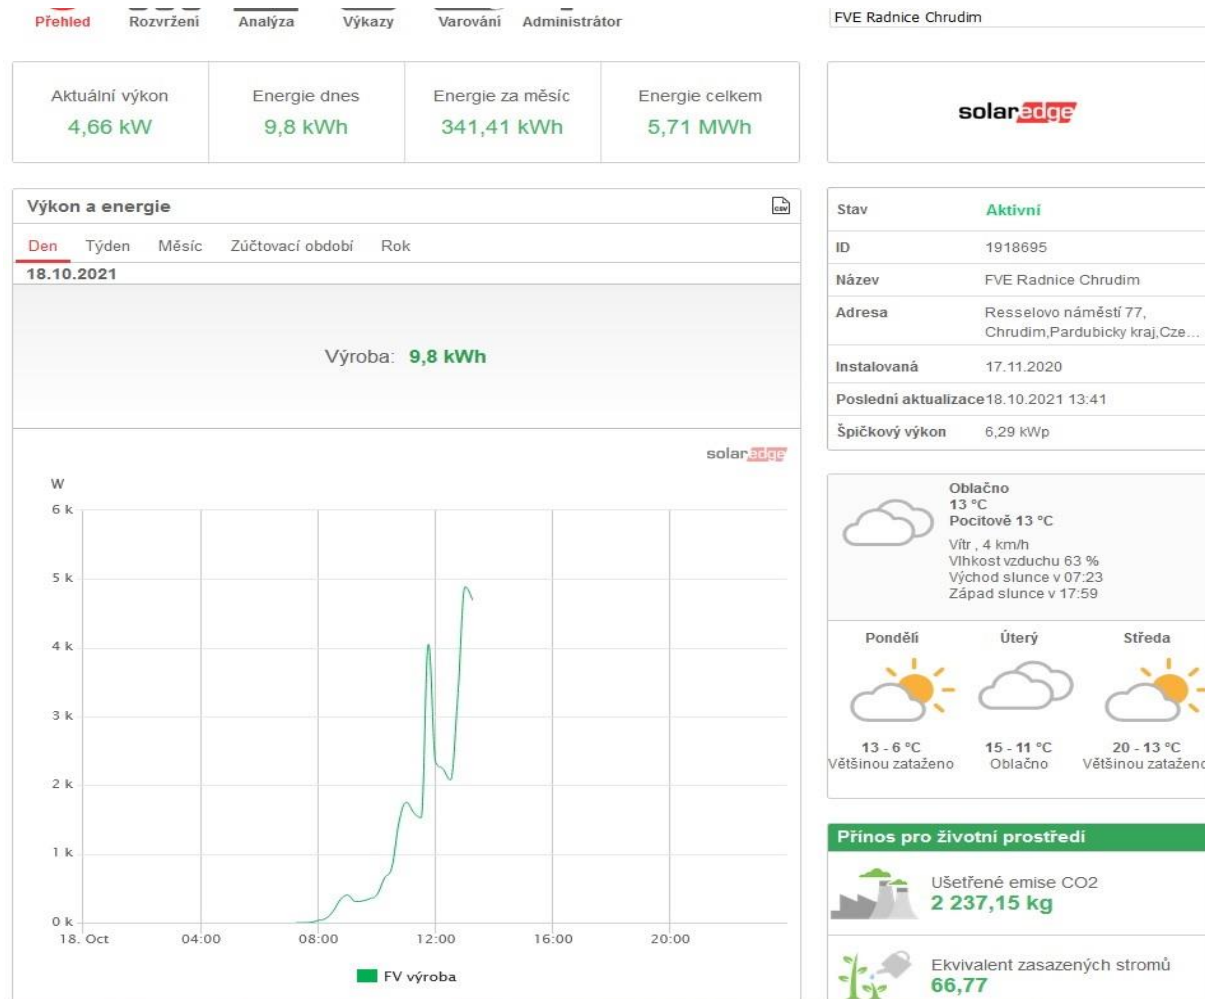 Přehled Rozvržení Analýza Výkazy Varování Administrátor
FVE Radnice Chrudim
Aktuální výkon Energie dnes Energie za měsíc Energie celkem
4,66 kW 9,8 kWh 341,41 kWh 5,71 MWh
solaredge
Výkon a energie
CSV
Den Týden Měsíc Zúčtovací období Rok
18.10.2021
Výroba: 9,8 kWh
solaredge
W
6 k
5 k
4 k
3 k
2 k
1 k
0 k
18. Oct 04:00 08:00 12:00 16:00 20:00
FV výroba
Stav Aktivní
ID 1918695
Název FVE Radnice Chrudim
Adresa Resselovo náměstí 77,
Chrudim,Pardubicky kraj,Cze...
Instalovaná 17.11.2020
Poslední aktualizace 18.10.2021 13:41
Špičkový výkon 6,29 kWp
Oblačno
13 °C
Pocitově 13 °C
Vítr , 4 km/h
Vlhkost vzduchu 63 %
Východ slunce v 07:23
Západ slunce v 17:59
Pondělí Úterý Středa
13 - 6 °C 15 - 11 °C 20 - 13 °C
Většinou zataženo Oblačno Většinou zataženo
Přínos pro životní prostředí
Ušetřené emise CO2
2 237,15 kg
Ekvivalent zasazených stromů
66,77